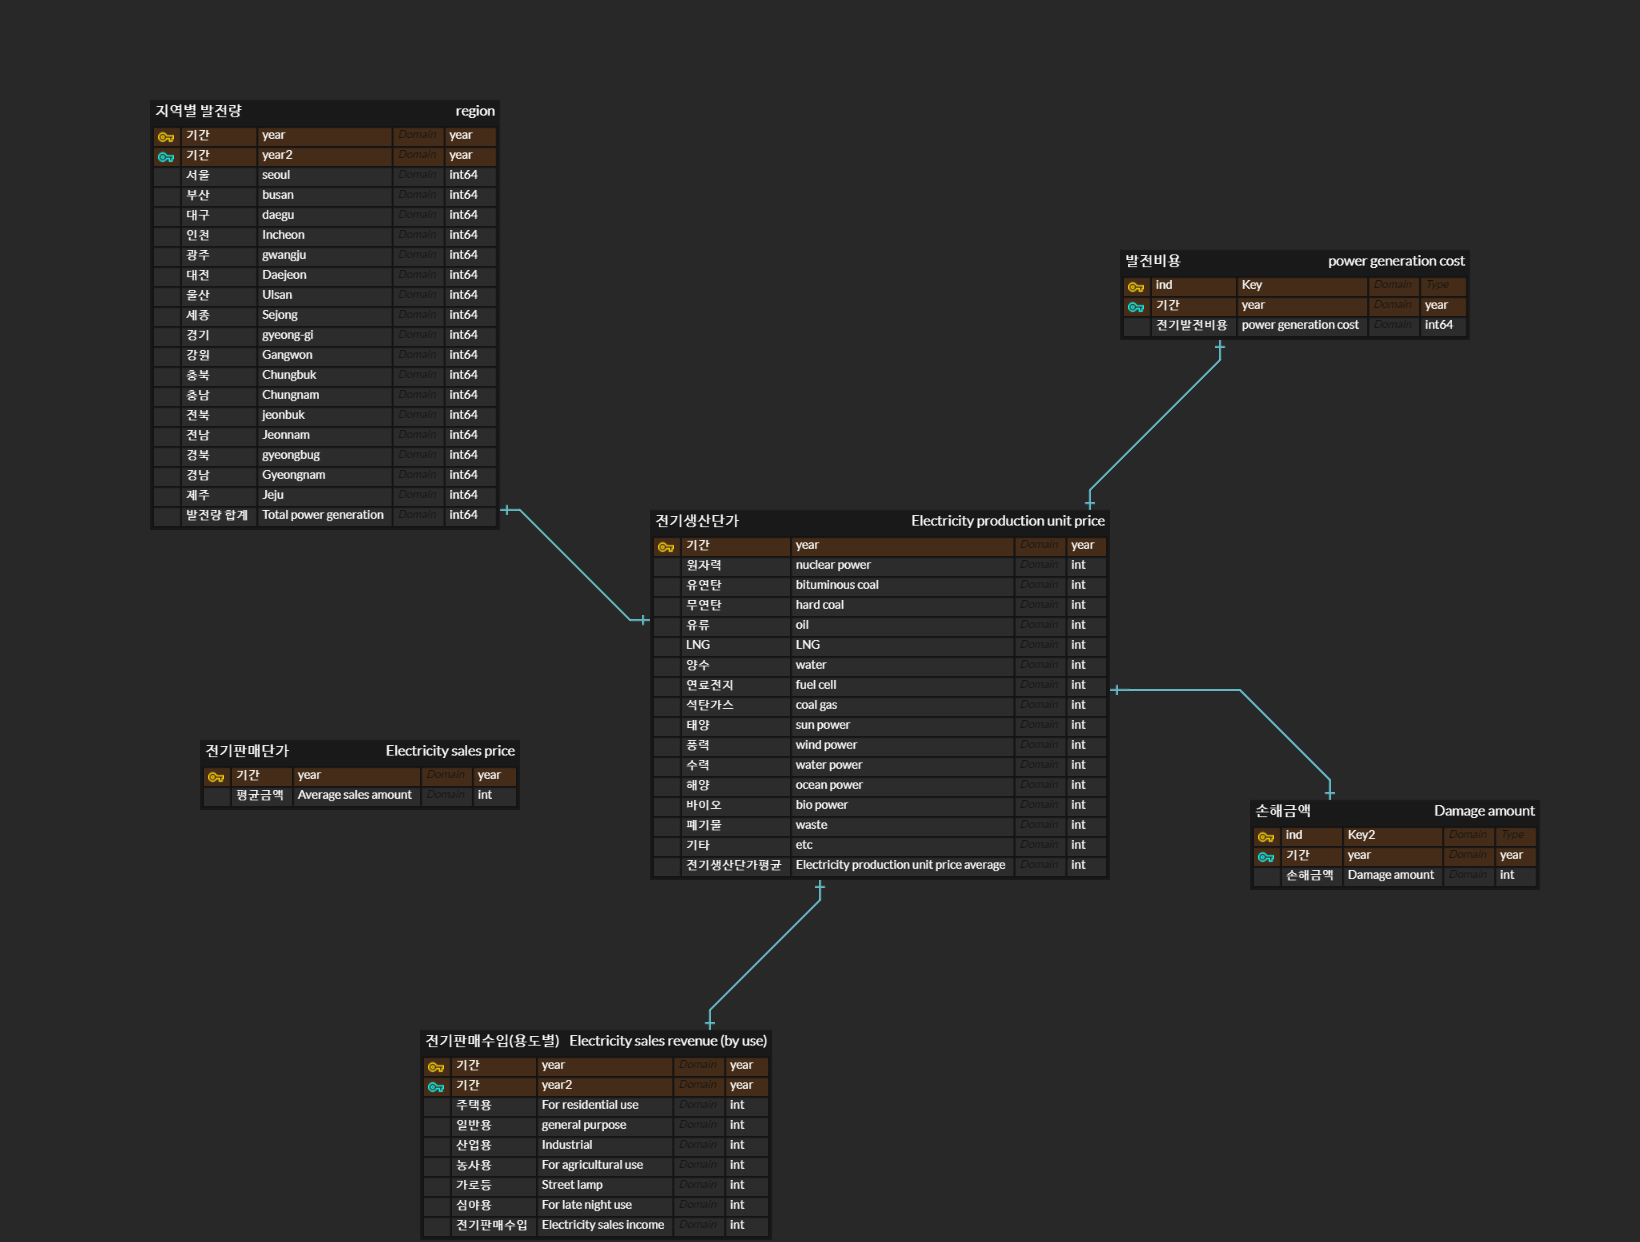 지역별 발전량 region
기간 year Domain year
기간 year2 Domain year
서울 seoul Domain int64
부산 busan Domain int64
대구 daegu Domain int64
인천 Incheon Domain int64
광주 gwangju Domain int64
대전 Daejeon Domain int64
울산 Ulsan Domain int64
세종 Sejong Domain int64
경기 gyeong-gi Domain int64
강원 Gangwon Domain int64
충북 Chungbuk Domain int64
충남 Chungnam Domain int64
전북 jeonbuk Domain int64
전남 Jeonnam Domain int64
경북 gyeongbug Domain int64
경남 Gyeongnam Domain int64
제주 Jeju Domain int64
발전량 합계 Total power generation Domain int64
발전비용 power generation cost
ind Key Domain Type
기간 year Domain year
전기발전비용 power generation cost Domain int64
전기생산단가 Electricity production unit price
기간 year Domain year
원자력 nuclear power Domain int
유연탄 bituminous coal Domain int
무연탄 hard coal Domain int
유류 oil Domain int
LNG LNG Domain int
양수 water Domain int
연료전지 fuel cell Domain int
석탄가스 coal gas Domain int
태양 sun power Domain int
풍력 wind power Domain int
수력 water power Domain int
해양 ocean power Domain int
바이오 bio power Domain int
폐기물 waste Domain int
기타 etc Domain int
전기생산단가평균 Electricity production unit price average Domain int
전기판매단가 Electricity sales price
기간 year Domain year
평균금액 Average sales amount Domain int
손해금액 Damage amount
ind Key2 Domain Type
기간 year Domain year
손해금액 Damage amount Domain int
전기판매수입(용도별) Electricity sales revenue (by use)
기간 year Domain year
기간 year2 Domain year
주택용 For residential use Domain int
일반용 general purpose Domain int
산업용 Industrial Domain int
농사용 For agricultural use Domain int
가로등 Street lamp Domain int
심야용 For late night use Domain int
전기판매수입 Electricity sales income Domain int